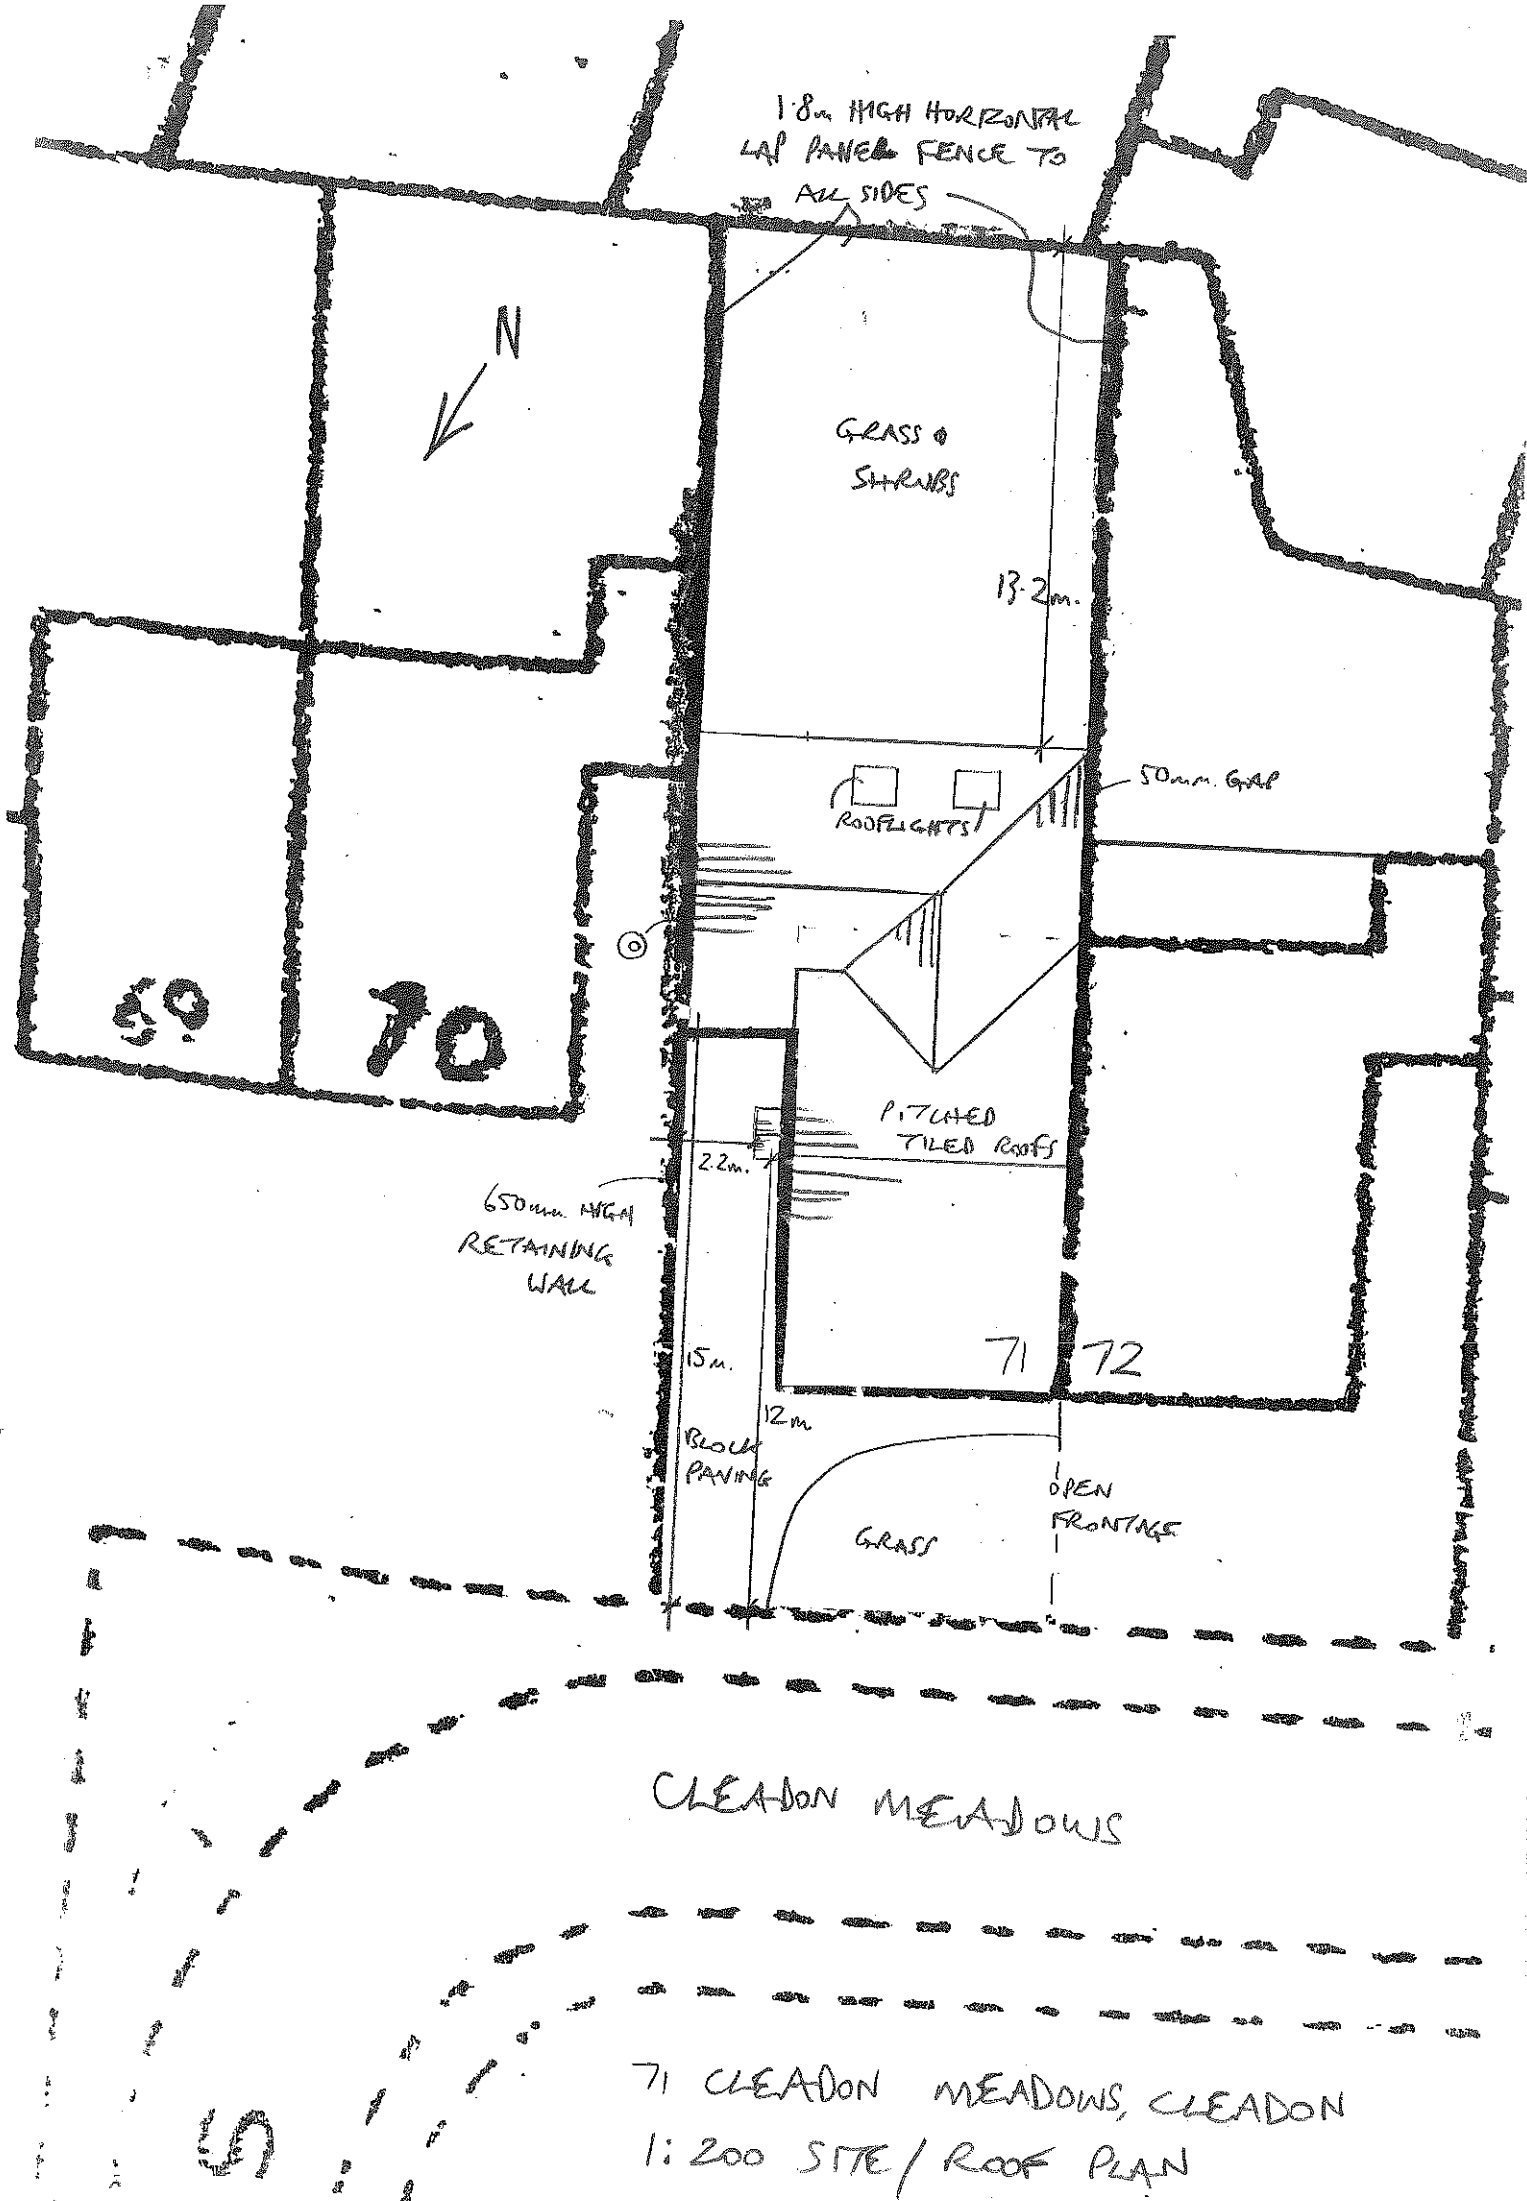 1.8m HIGH HORIZONTAL
LAP PANEL FENCE TO
ALL SIDES
N
GRASS &
SHRUBS
13.2m.
50mm. GAP
ROOFLIGHTS
69
70
PITCHED
TILED ROOFS
2.2m.
650mm. HIGH
RETAINING
WALL
71
72
15m.
12m
BLOCK
PAVING
OPEN
FRONTAGE
GRASS
CLEADON MEADOWS
71 CLEADON MEADOWS, CLEADON
1:200 SITE / ROOF PLAN